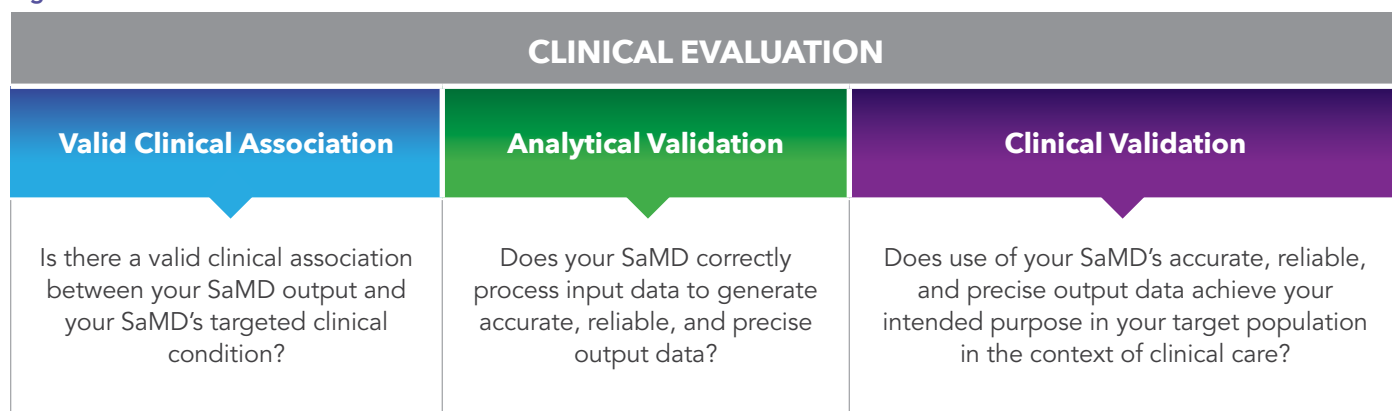 CLINICAL EVALUATION
Valid Clinical Association
Analytical Validation
Clinical Validation
Is there a valid clinical association
between your SaMD output and
your SaMD's targeted clinical
condition?
Does your SaMD correctly
process input data to generate
accurate, reliable, and precise
output data?
Does use of your SaMD’s accurate, reliable,
and precise output data achieve your
intended purpose in your target population
in the context of clinical care?